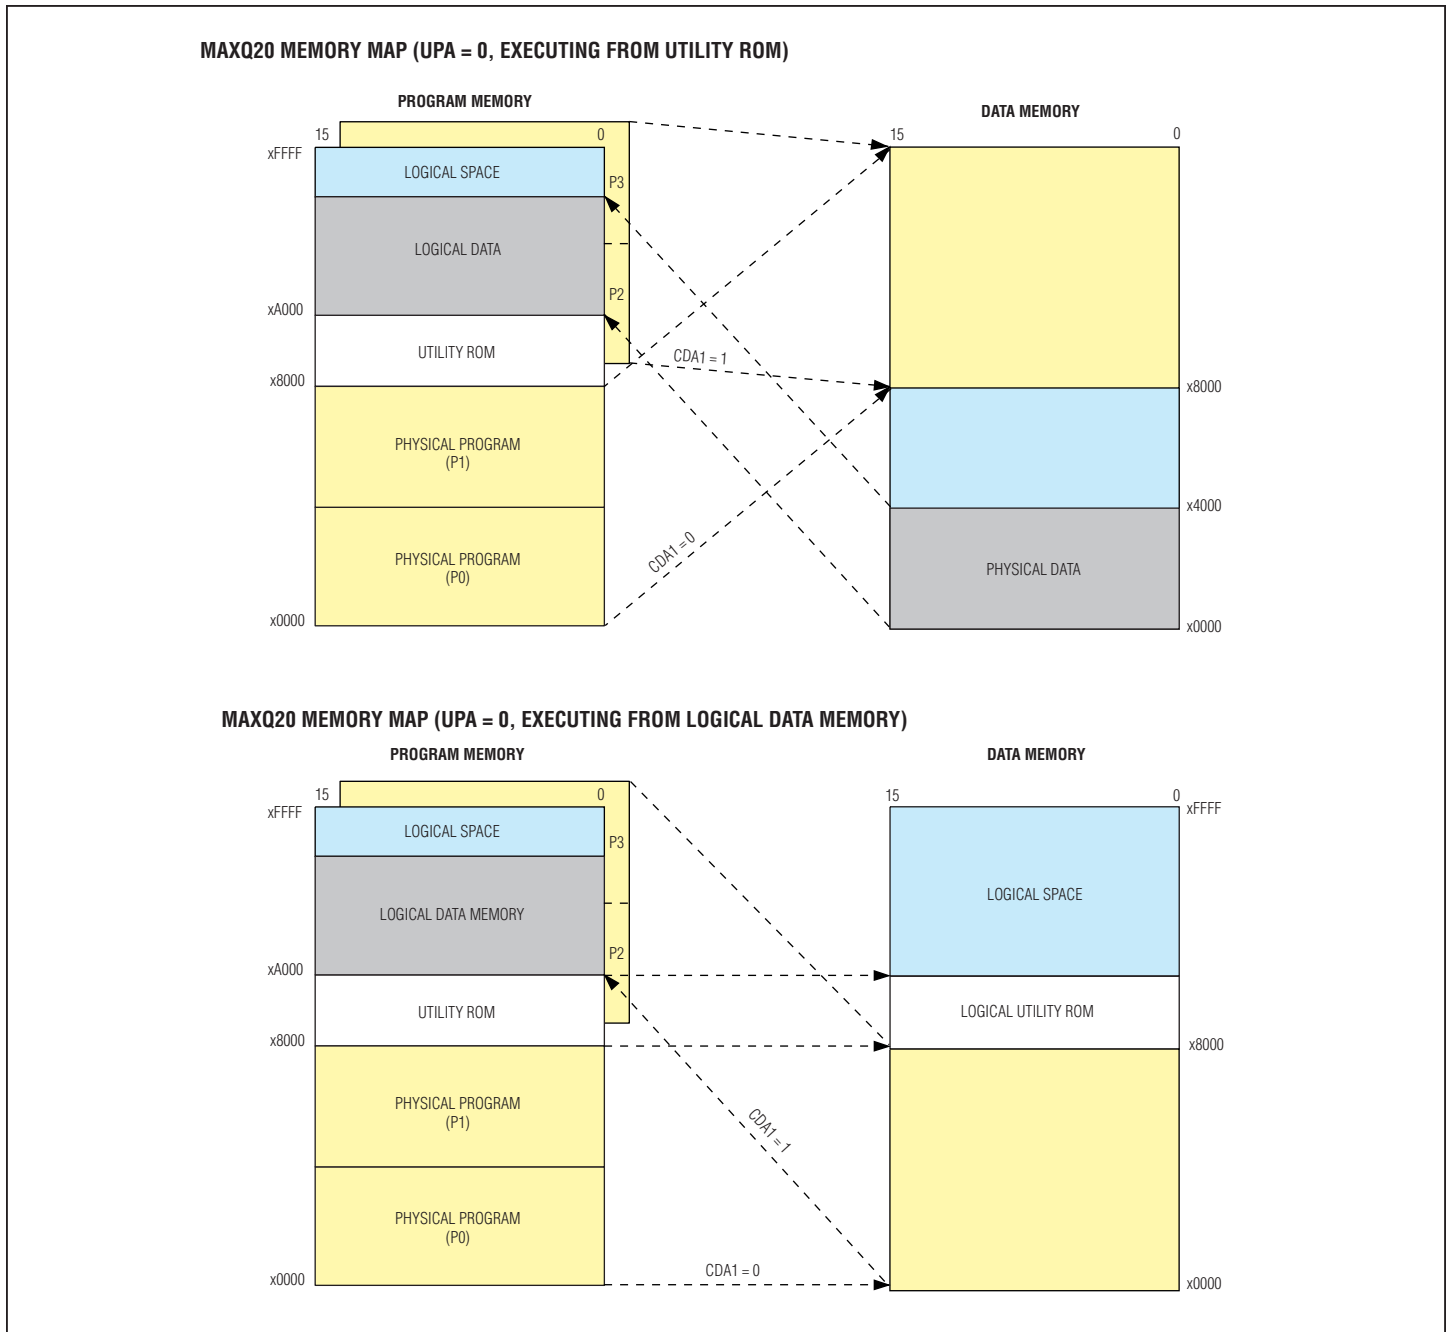 MAXQ20 MEMORY MAP (UPA = 0, EXECUTING FROM UTILITY ROM)
PROGRAM MEMORY
DATA MEMORY
15
0
15
0
xFFFF
LOGICAL SPACE
P3
LOGICAL DATA
P2
xA000
UTILITY ROM
CDA1 = 1
x8000
x8000
PHYSICAL PROGRAM
(P1)
x4000
CDA1 = 0
PHYSICAL PROGRAM
(P0)
PHYSICAL DATA
x0000
x0000
MAXQ20 MEMORY MAP (UPA = 0, EXECUTING FROM LOGICAL DATA MEMORY)
PROGRAM MEMORY
DATA MEMORY
15
0
15
0
xFFFF
xFFFF
LOGICAL SPACE
P3
LOGICAL SPACE
LOGICAL DATA MEMORY
P2
xA000
UTILITY ROM
LOGICAL UTILITY ROM
x8000
x8000
PHYSICAL PROGRAM
(P1)
CDA1 = 1
PHYSICAL PROGRAM
(P0)
CDA1 = 0
x0000
x0000